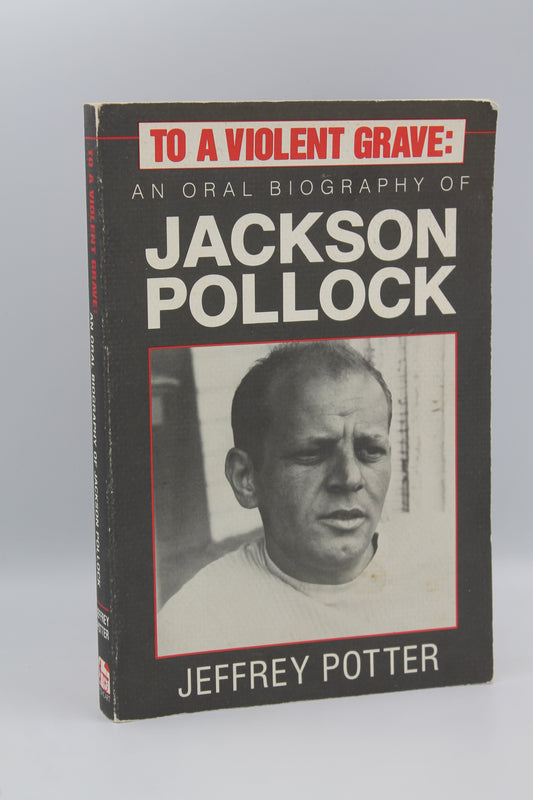 TO A VIOLENT GRAVE:
AN ORAL BIOGRAPHY OF
JACKSON
POLLOCK
JEFFREY POTTER
TO A VIOLENT GRAVE: AN ORAL BIOGRAPHY OF JACKSON POLLOCK
JEFFREY
POTTER